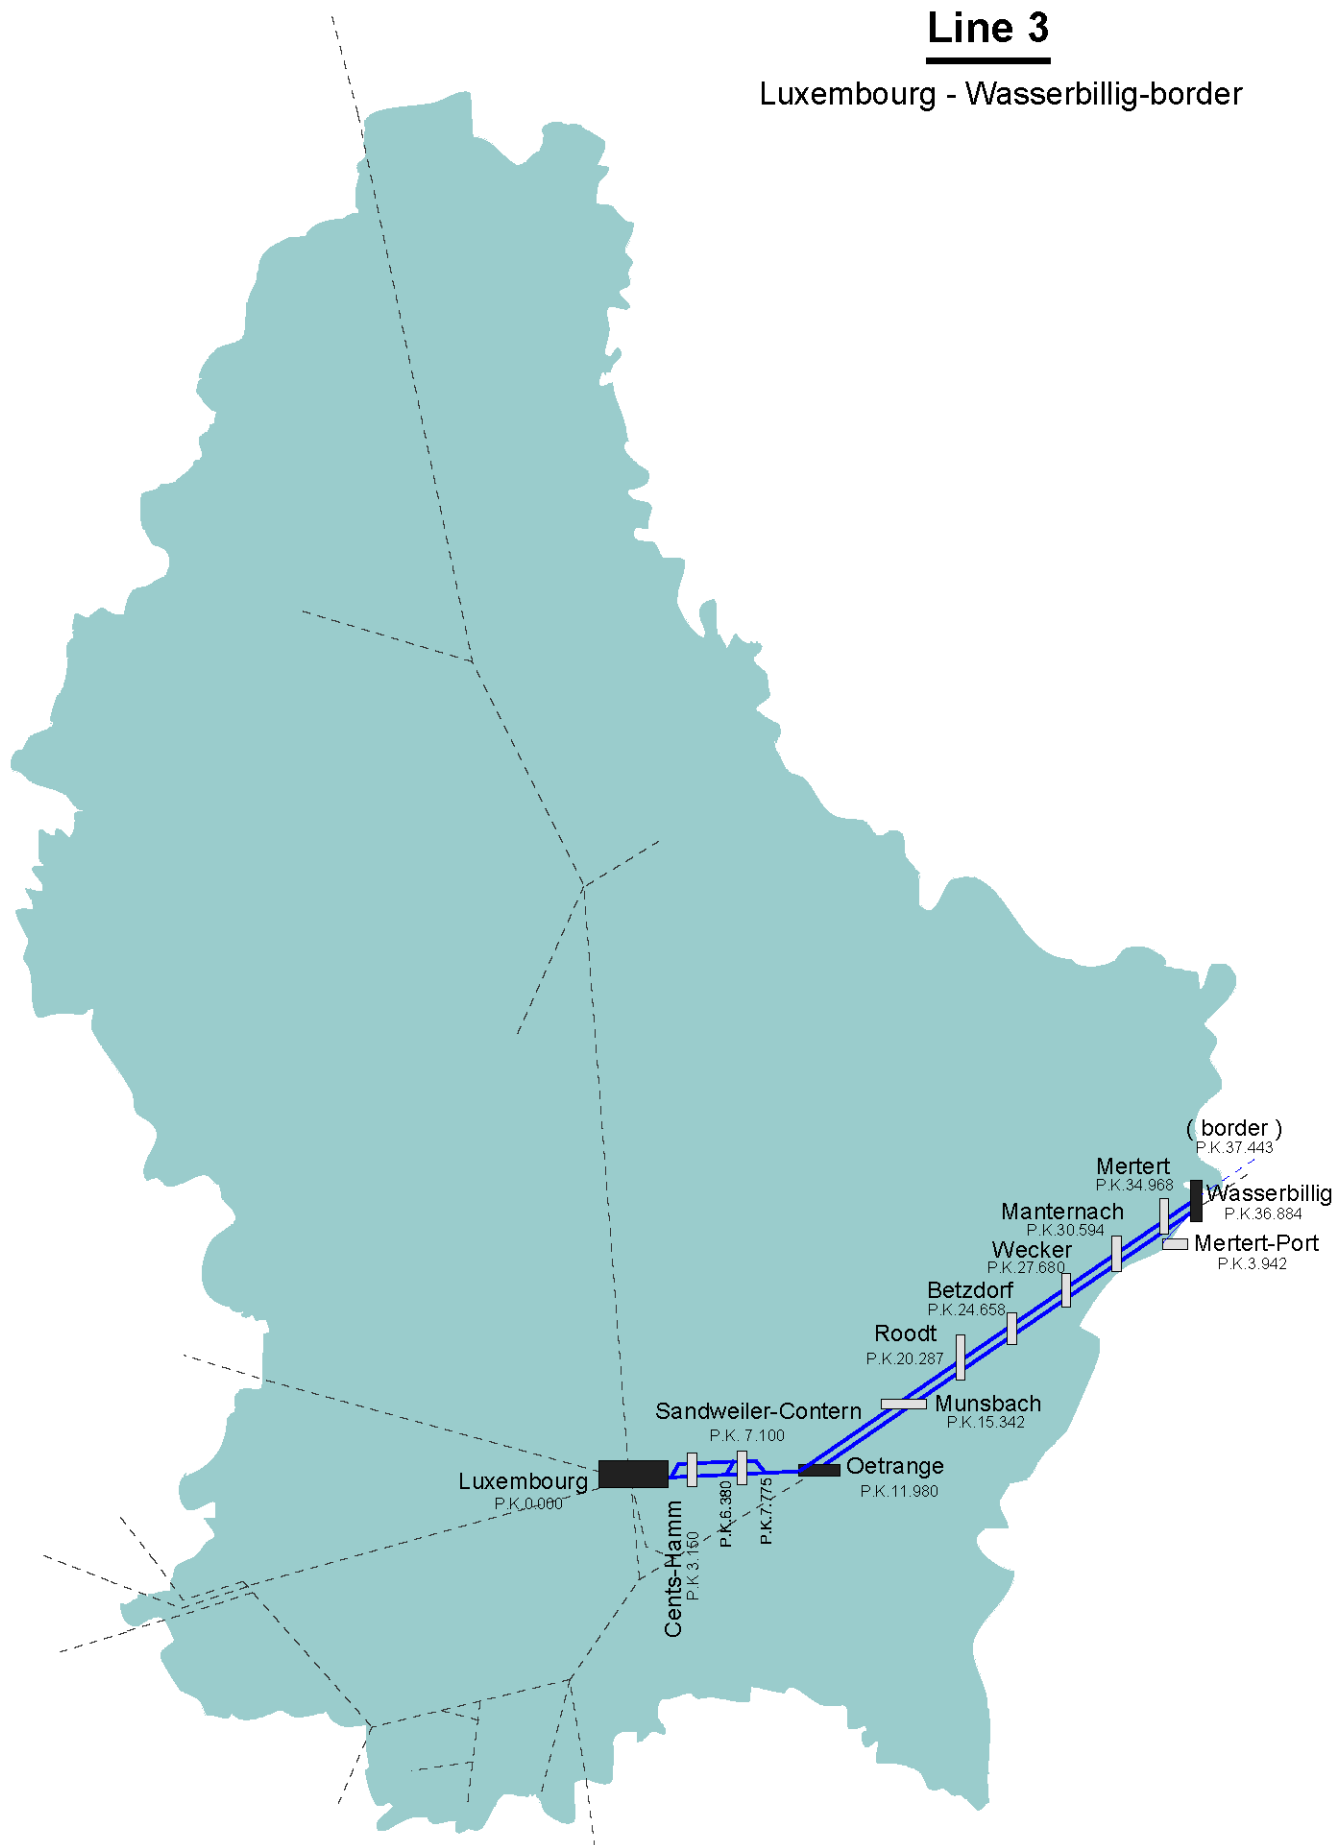 Line 3
Luxembourg - Wasserbillig-border
( border )
P.K.37.443
Mertert
P.K.34.968
Wasserbillig
P.K.36.884
Manternach
P.K.30.594
Mertert-Port
P.K.3.942
Wecker
P.K.27.680
Betzdorf
P.K.24.658
Roodt
P.K.20.287
Munsbach
P.K.15.342
Sandweiler-Contern
P.K. 7.100
Oetrange
P.K.11.980
Luxembourg
P.K.0.000
Cents-Hamm
P.K 3.150
P.K.6.380
P.K.7.775